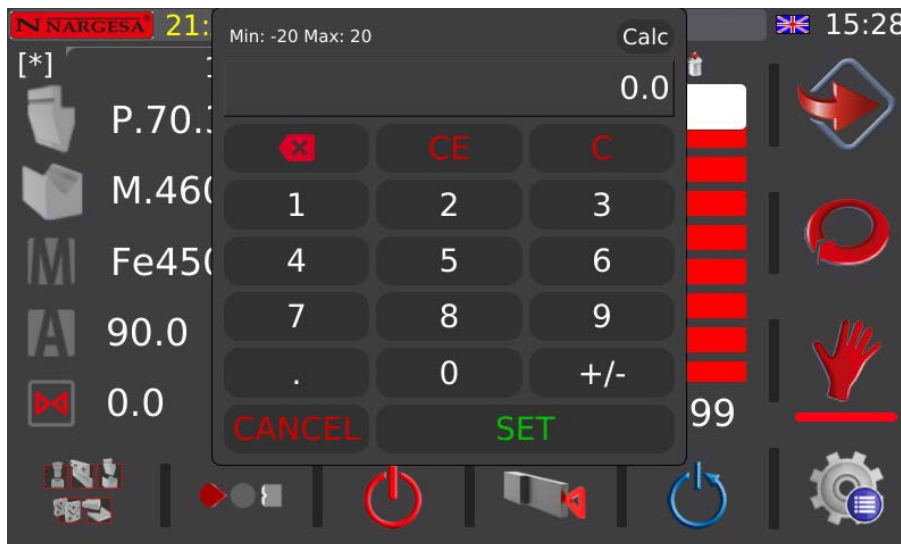 N NARGESA 21:
Min: -20 Max: 20
Calc
15:28
[*]
0.0
P.70.
CE
C
M.460
1 2 3
Fe450
4 5 6
7 8 9
90.0
. 0 +/-
0.0
99
CANCEL
SET